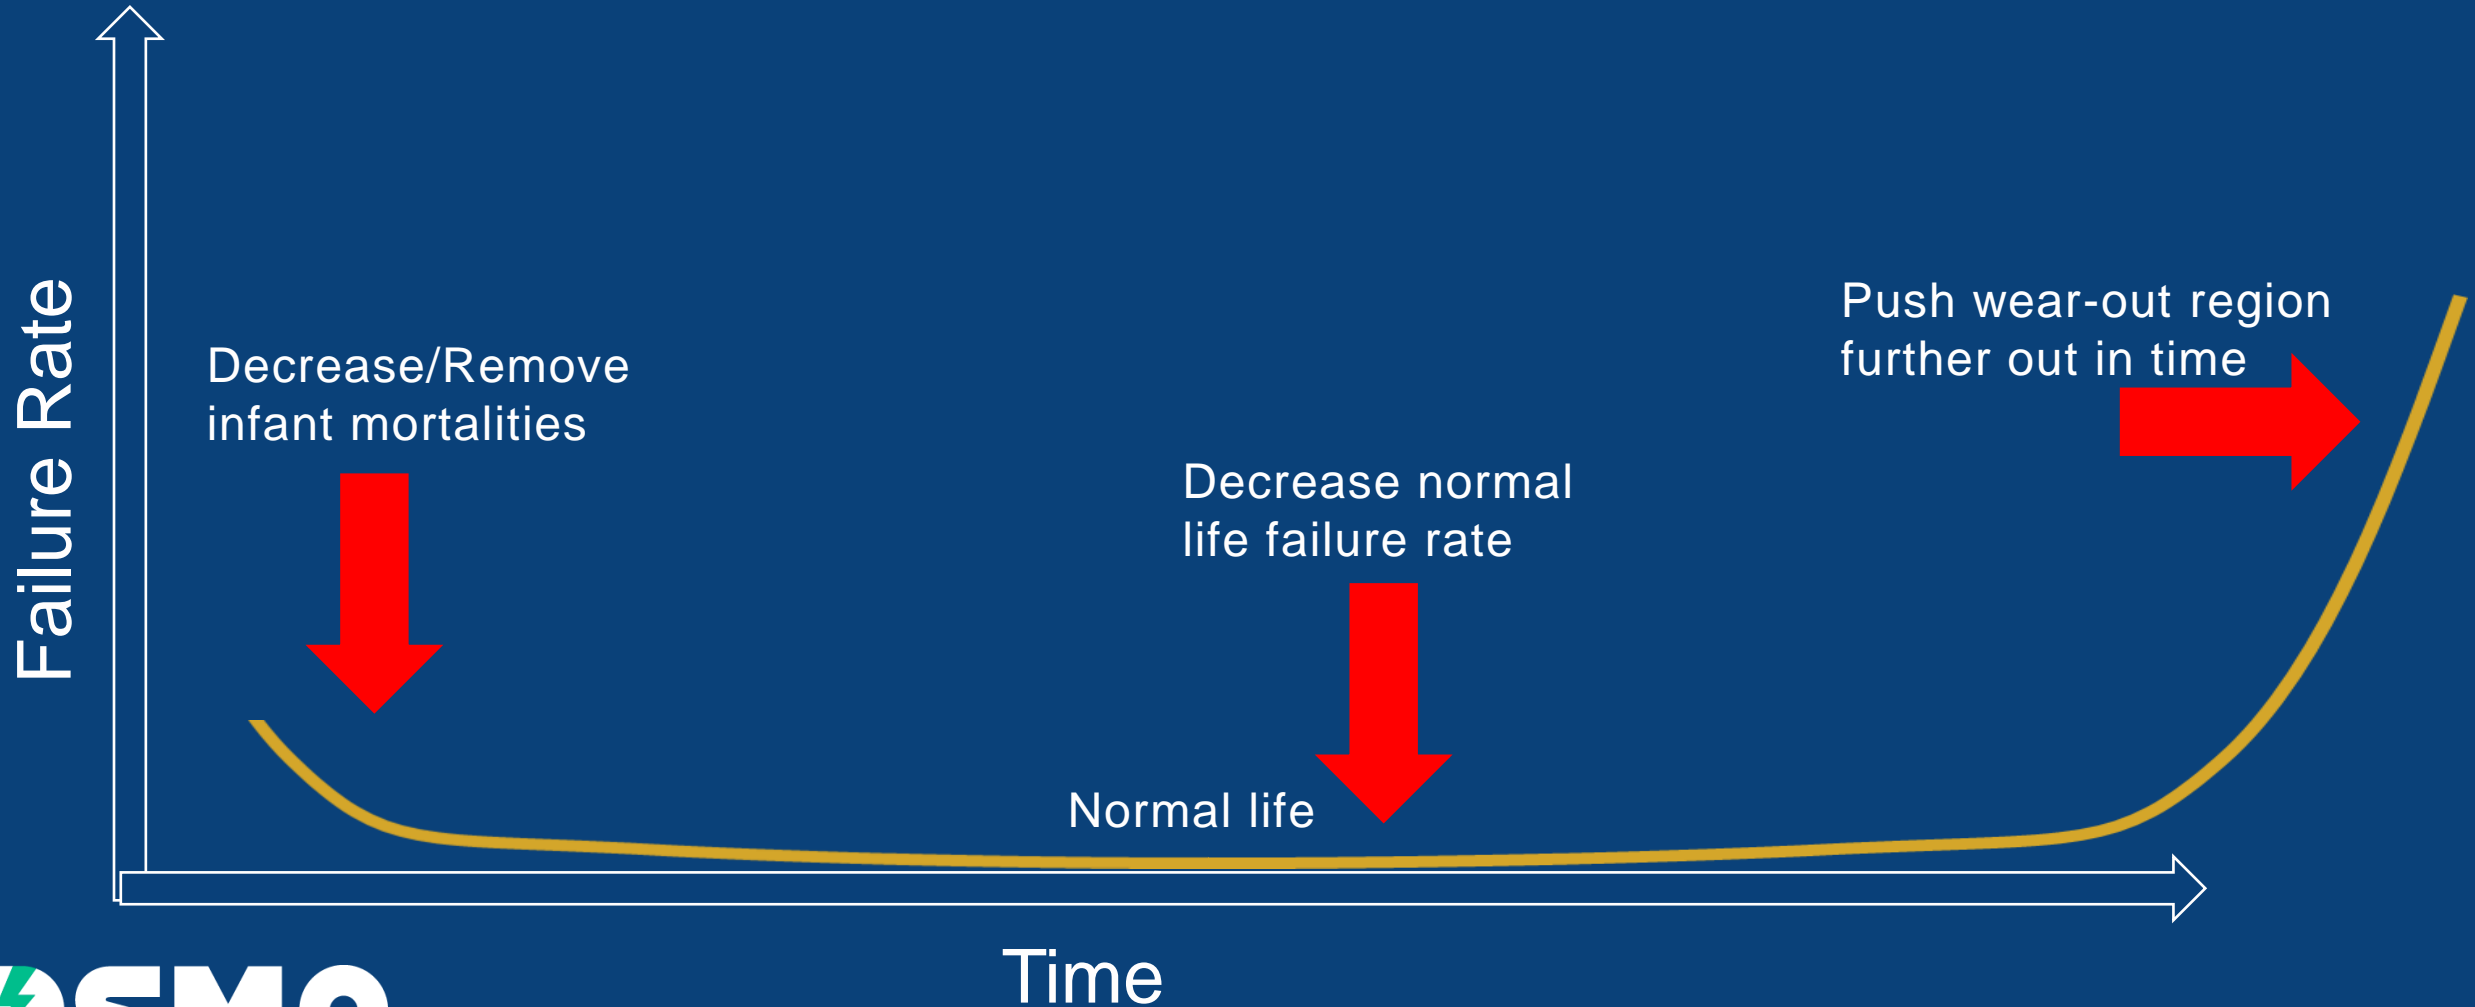 Failure Rate
Decrease/Remove
infant mortalities
Decrease normal
life failure rate
Push wear-out region
further out in time
Normal life
Time